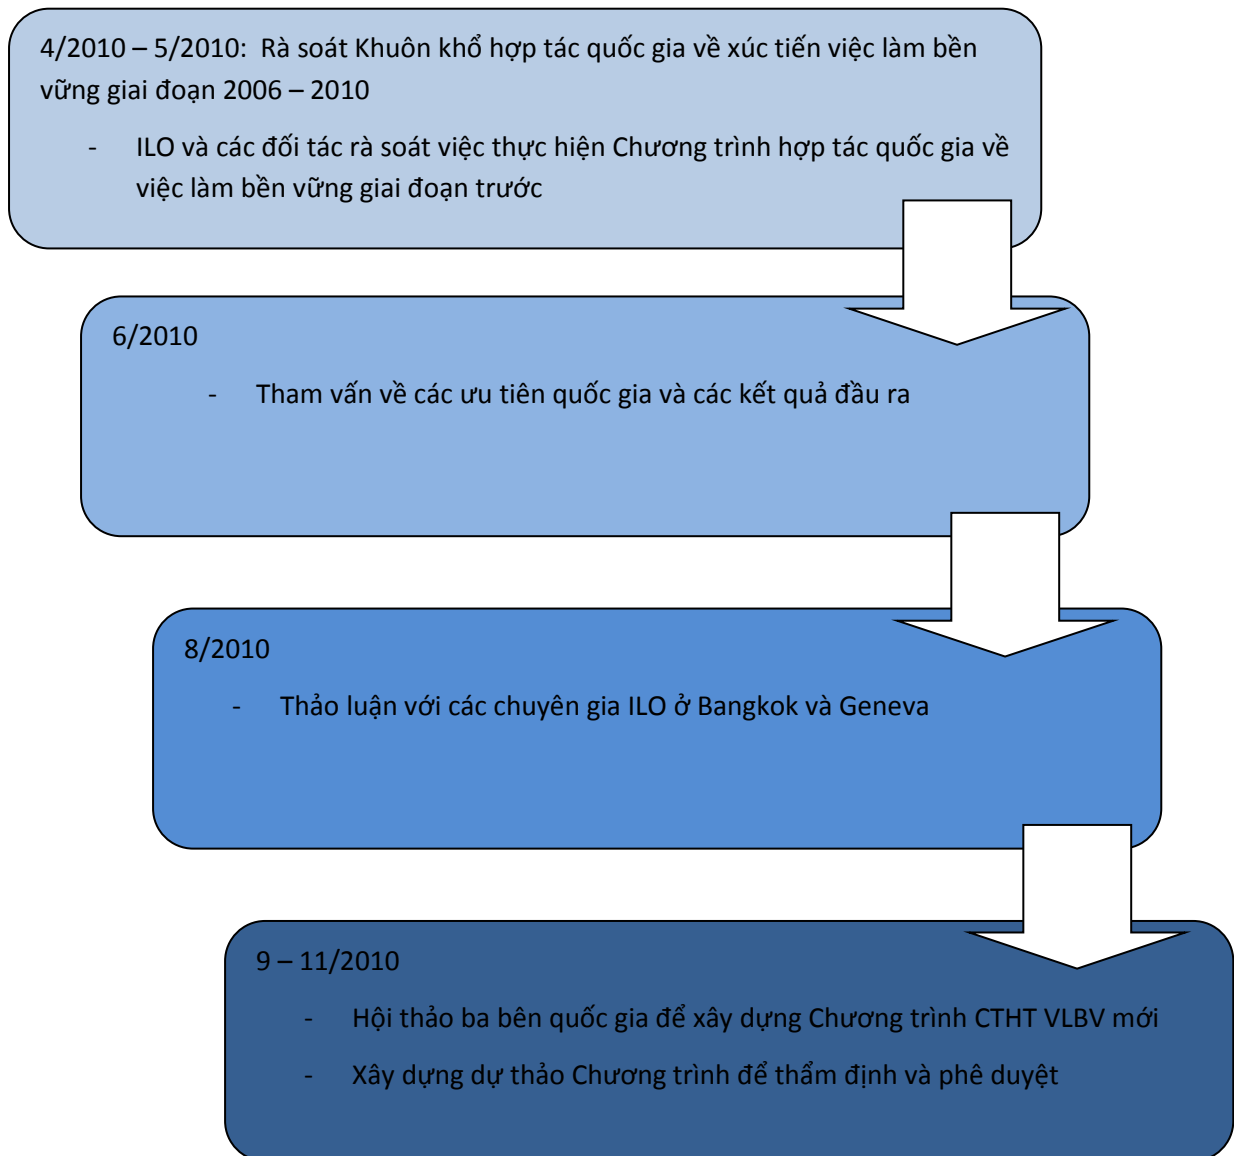 4/2010 – 5/2010:  Rà soát Khuôn khổ hợp tác quốc gia về xúc tiến việc làm bền
vững giai đoạn 2006 – 2010
- ILO và các đối tác rà soát việc thực hiện Chương trình hợp tác quốc gia về
việc làm bền vững giai đoạn trước
6/2010
- Tham vấn về các ưu tiên quốc gia và các kết quả đầu ra
8/2010
- Thảo luận với các chuyên gia ILO ở Bangkok và Geneva
9 – 11/2010
- Hội thảo ba bên quốc gia để xây dựng Chương trình CTHT VLBV mới
- Xây dựng dự thảo Chương trình để thẩm định và phê duyệt